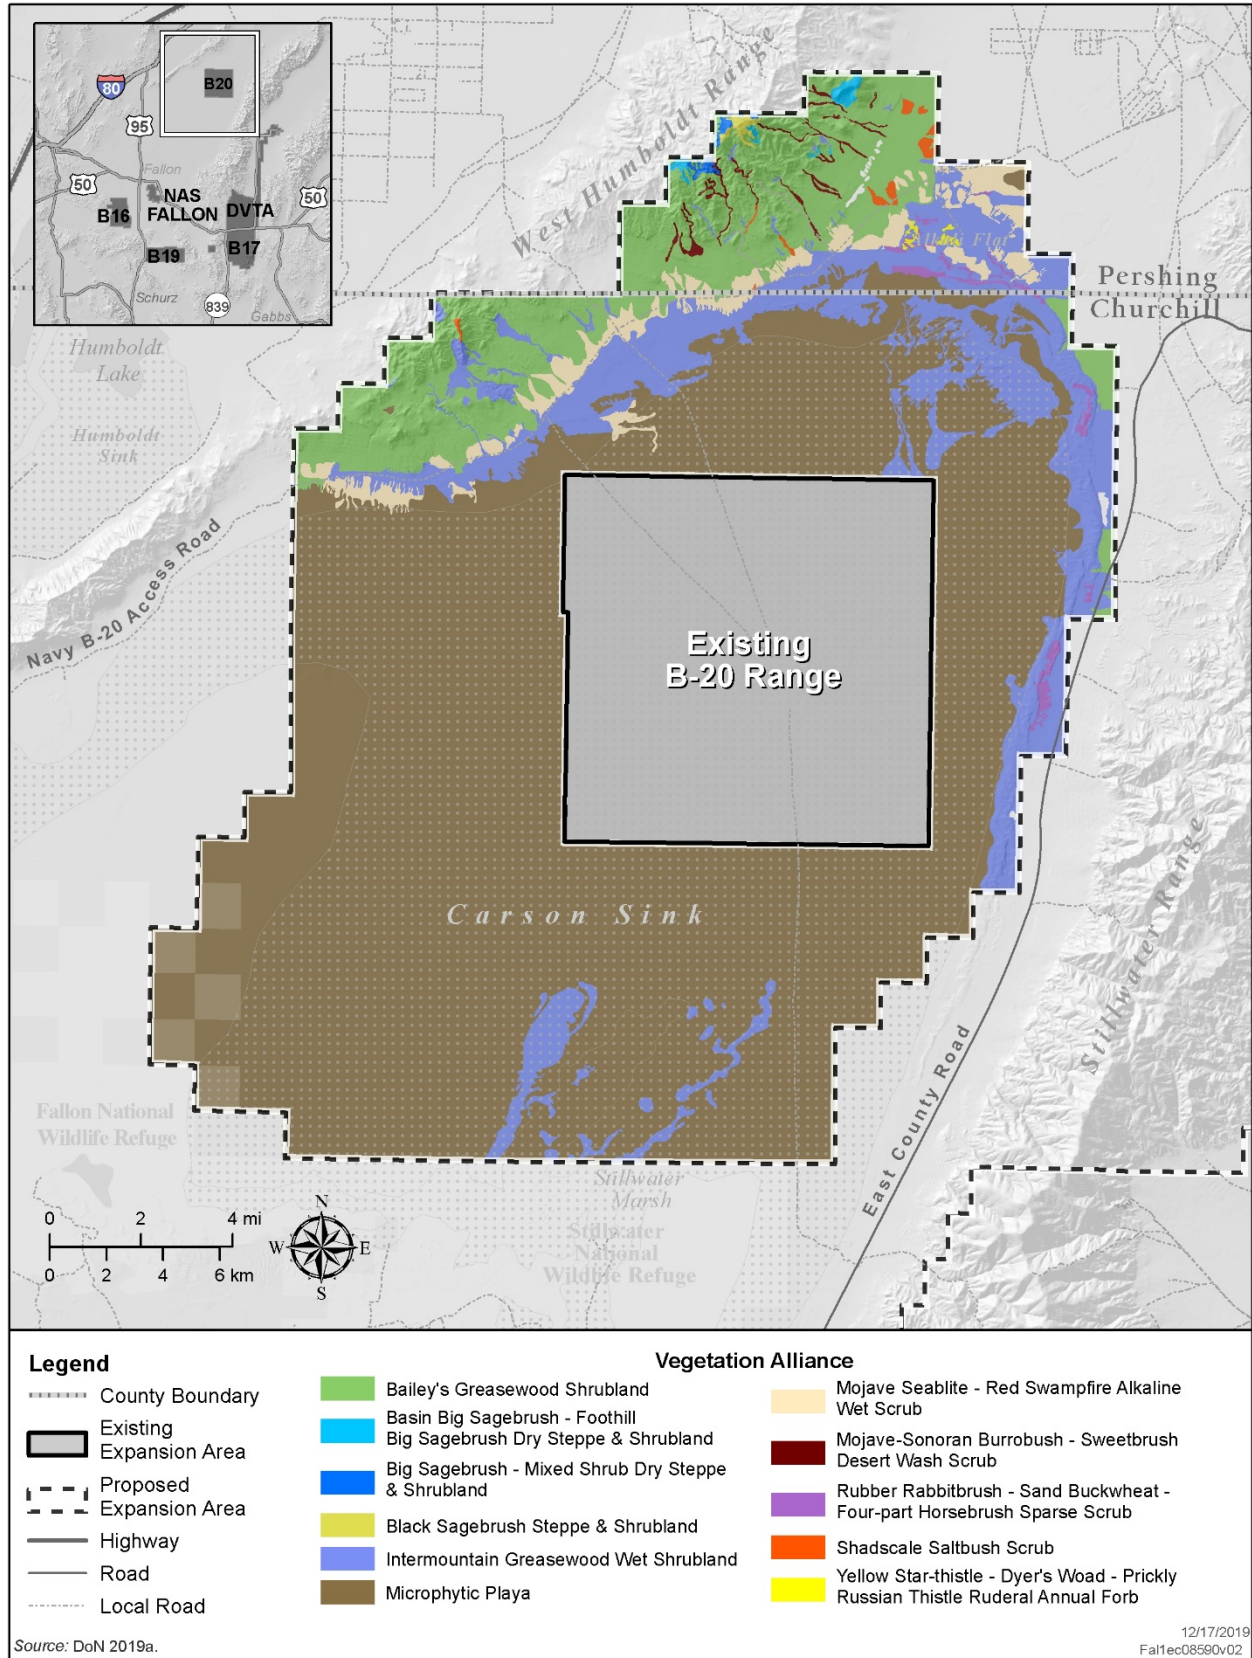 80
B20
95
Fallon
50
NAS
FALLON
DVTA
50
B16
B19
B17
Schurz
839
Gabbs
West Humboldt Range
Alkali Flat
Pershing
Churchill
Humboldt
Lake
Humboldt
Sink
Navy B-20 Access Road
Existing
B-20 Range
Carson Sink
Stillwater Range
East County Road
Fallon National
Wildlife Refuge
Stillwater
Marsh
Stillwater
National
Wildlife Refuge
0 2 4 mi
0 2 4 6 km
N
W E
S
Legend
County Boundary
Existing
Expansion Area
Proposed
Expansion Area
Highway
Road
Local Road
Vegetation Alliance
Bailey's Greasewood Shrubland
Basin Big Sagebrush - Foothill
Big Sagebrush Dry Steppe & Shrubland
Big Sagebrush - Mixed Shrub Dry Steppe
& Shrubland
Black Sagebrush Steppe & Shrubland
Intermountain Greasewood Wet Shrubland
Microphytic Playa
Mojave Seablite - Red Swampfire Alkaline
Wet Scrub
Mojave-Sonoran Burrobush - Sweetbrush
Desert Wash Scrub
Rubber Rabbitbrush - Sand Buckwheat -
Four-part Horsebrush Sparse Scrub
Shadscale Saltbush Scrub
Yellow Star-thistle - Dyer's Woad - Prickly
Russian Thistle Ruderal Annual Forb
Source: DoN 2019a.
12/17/2019
Fal1ec08590v02